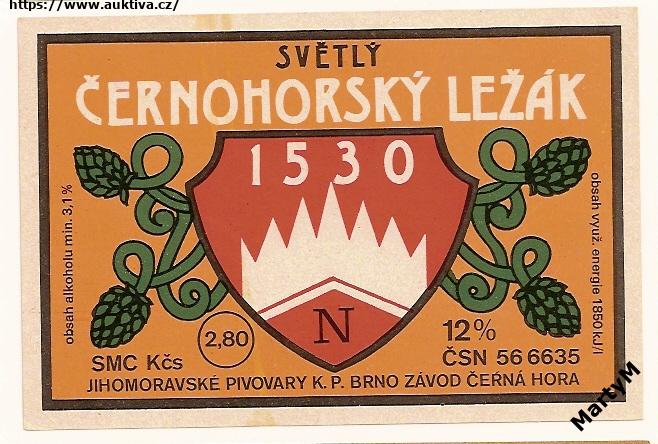 https://www.auktiva.cz/
SVĚTLÝ
ČERNOHORSKÝ LEŽÁK
1530
N
obsah alkoholu min. 3,1%
obsah využ. energie 1850 kJ/l
SMC Kčs 2,80
12%
ČSN 56 6635
JIHOMORAVSKÉ PIVOVARY K. P. BRNO ZÁVOD ČERNÁ HORA
MartyM